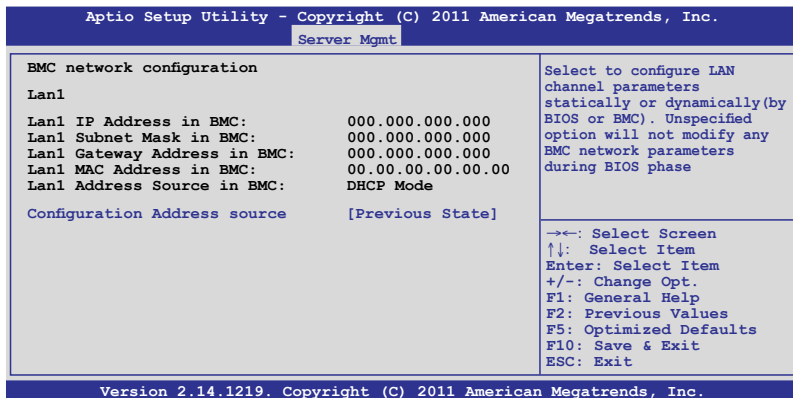 Aptio Setup Utility - Copyright (C) 2011 American Megatrends, Inc.
Server Mgmt
BMC network configuration
Lan1
Lan1 IP Address in BMC: 000.000.000.000
Lan1 Subnet Mask in BMC: 000.000.000.000
Lan1 Gateway Address in BMC: 000.000.000.000
Lan1 MAC Address in BMC: 00.00.00.00.00.00
Lan1 Address Source in BMC: DHCP Mode
Configuration Address source [Previous State]
Select to configure LAN
channel parameters
statically or dynamically(by
BIOS or BMC). Unspecified
option will not modify any
BMC network parameters
during BIOS phase
→←: Select Screen
↑↓: Select Item
Enter: Select Item
+/-: Change Opt.
F1: General Help
F2: Previous Values
F5: Optimized Defaults
F10: Save & Exit
ESC: Exit
Version 2.14.1219. Copyright (C) 2011 American Megatrends, Inc.